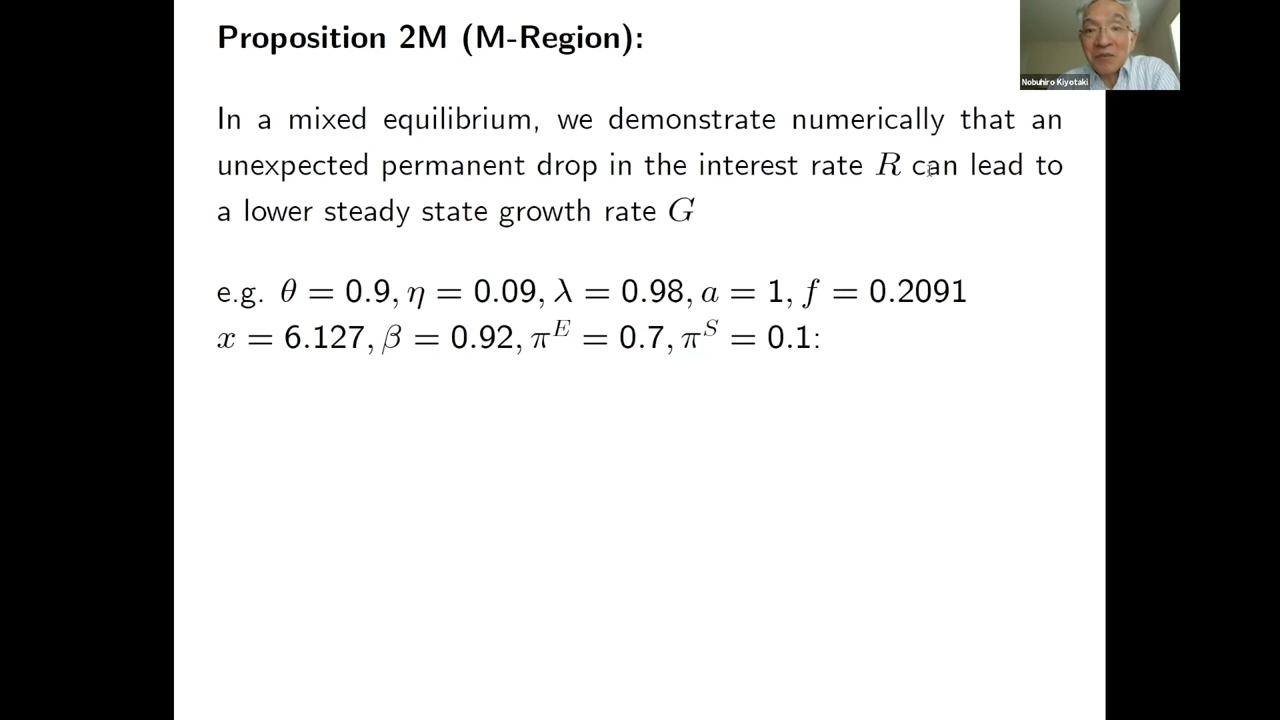 Proposition 2M (M-Region):
Nobuhiro Kiyotaki
In a mixed equilibrium, we demonstrate numerically that an
unexpected permanent drop in the interest rate R can lead to
a lower steady state growth rate G
e.g. θ = 0.9, η = 0.09, λ = 0.98, a = 1, f = 0.2091
x = 6.127, β = 0.92, π^E = 0.7, π^S = 0.1: